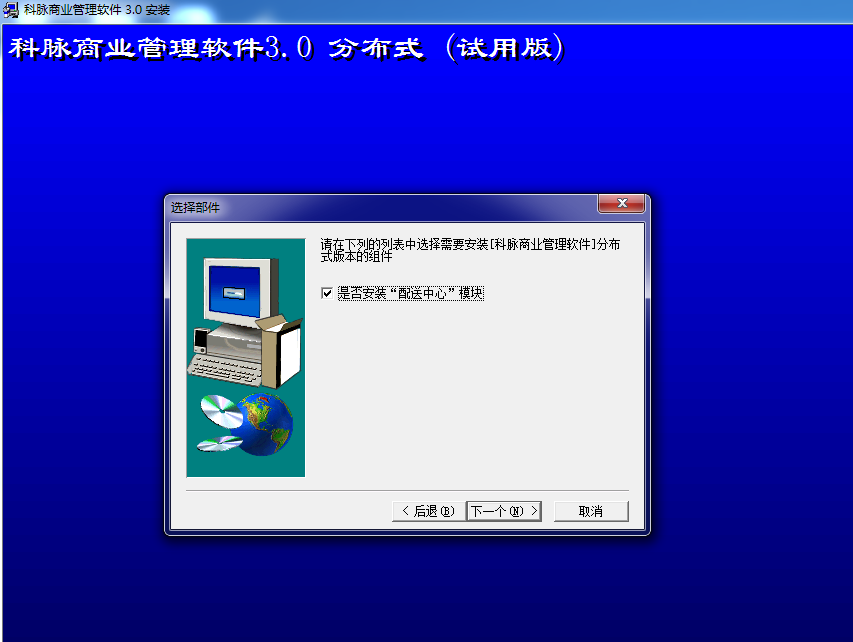 科脉商业管理软件 3.0 安装
科脉商业管理软件3.0 分布式 (试用版)
选择部件
请在下列的列表中选择需要安装[科脉商业管理软件]分布
式版本的组件
是否安装“配送中心”模块
< 后退(B)
下一个(N) >
取消